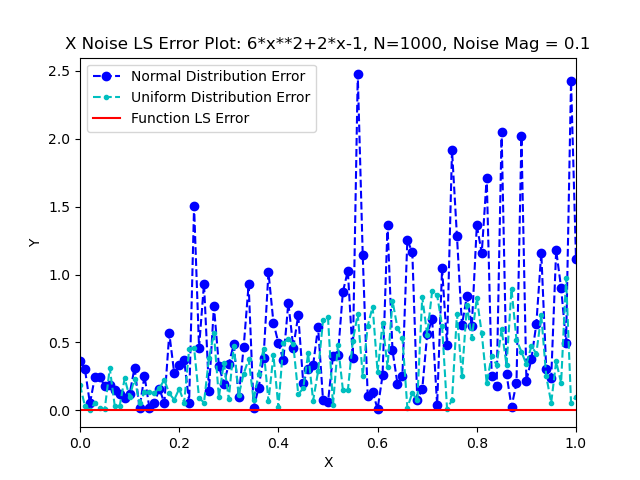 X Noise LS Error Plot: 6*x**2+2*x-1, N=1000, Noise Mag = 0.1
Normal Distribution Error
Uniform Distribution Error
Function LS Error
2.5
2.0
1.5
1.0
0.5
0.0
Y
0.0 0.2 0.4 0.6 0.8 1.0
X